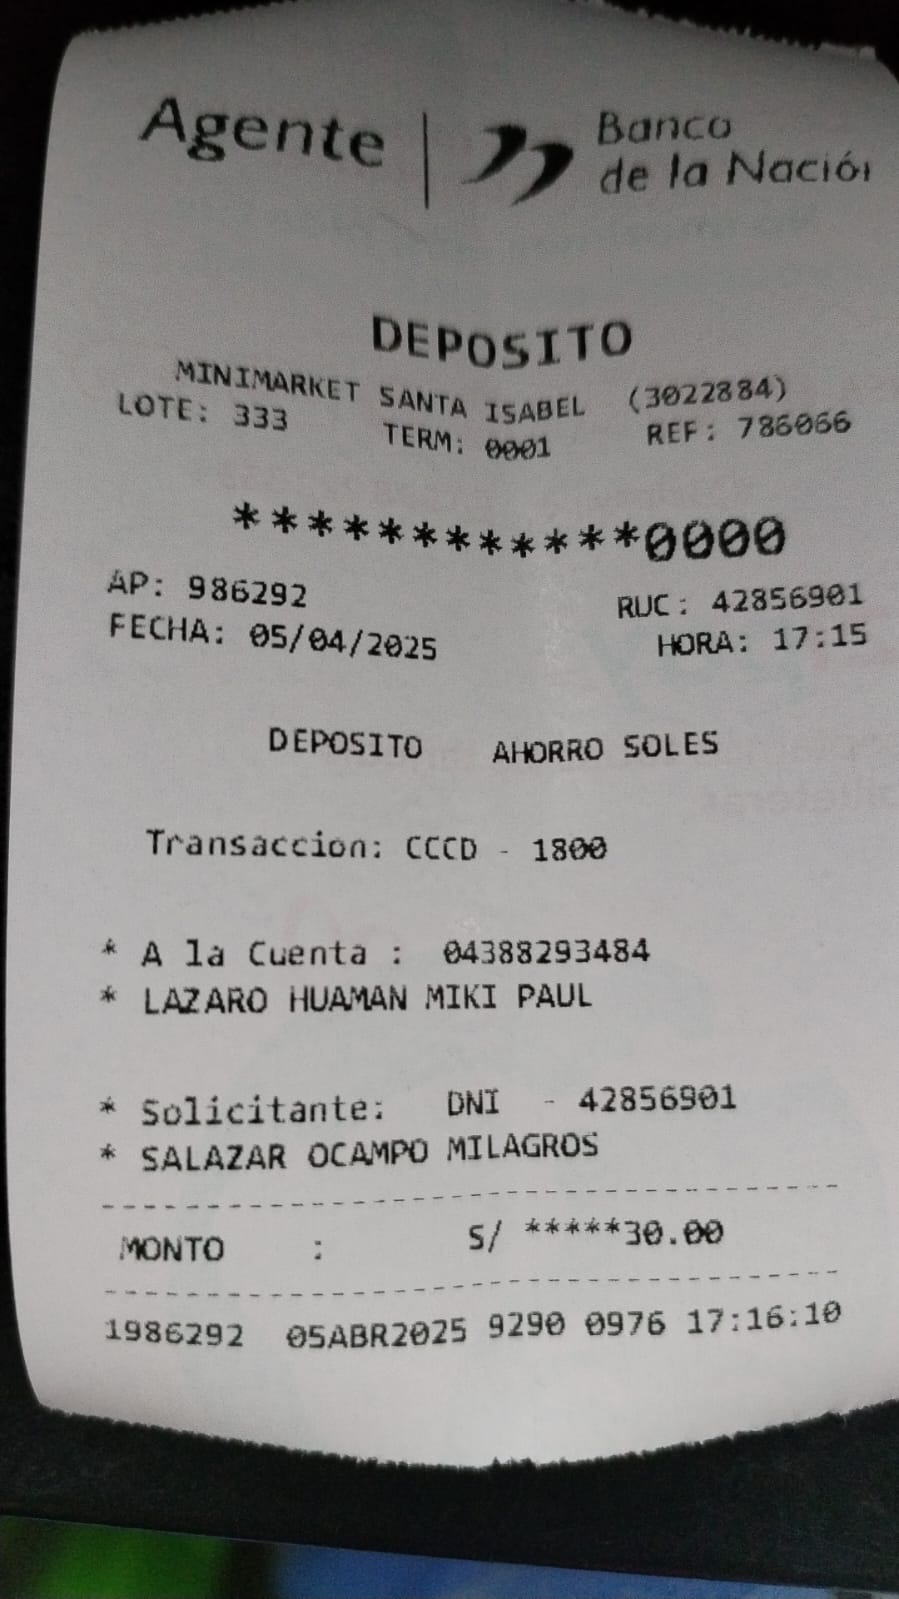 Agente | Banco
de la Nación
DEPOSITO
MINIMARKET SANTA ISABEL (3022884)
LOTE: 333 TERM: 0001 REF: 786066
************0000
AP: 986292 RUC: 42856901
FECHA: 05/04/2025 HORA: 17:15
DEPOSITO AHORRO SOLES
Transaccion: CCCD - 1800
* A la Cuenta : 04388293484
* LAZARO HUAMAN MIKI PAUL
* Solicitante: DNI - 42856901
* SALAZAR OCAMPO MILAGROS
MONTO : S/ *****30.00
1986292 05ABR2025 9290 0976 17:16:10